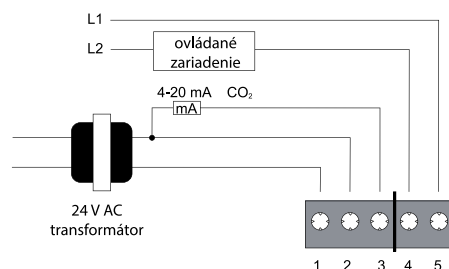 L1
L2
ovládané
zariadenie
4-20 mA CO₂
mA
24 V AC
transformátor
1 2 3 4 5